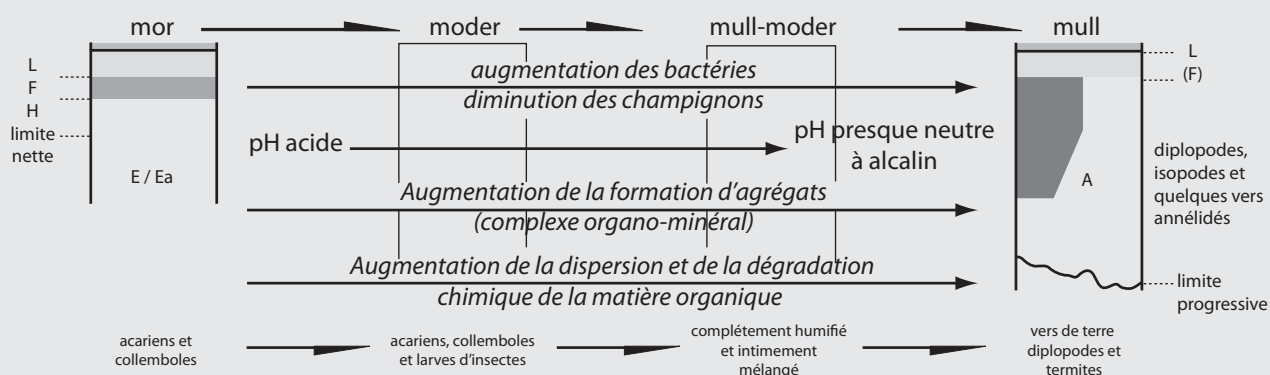 mor
moder
mull-moder
mull
L
F
H
limite
nette
E / Ea
augmentation des bactéries
diminution des champignons
pH acide
pH presque neutre
à alcalin
Augmentation de la formation d'agrégats
(complexe organo-minéral)
Augmentation de la dispersion et de la dégradation
chimique de la matière organique
L
(F)
A
diplopodes,
isopodes et
quelques vers
annélidés
limite
progressive
acariens et
collemboles
acariens, collemboles
et larves d'insectes
complétement humifié
et intimement
mélangé
vers de terre
diplopodes et
termites